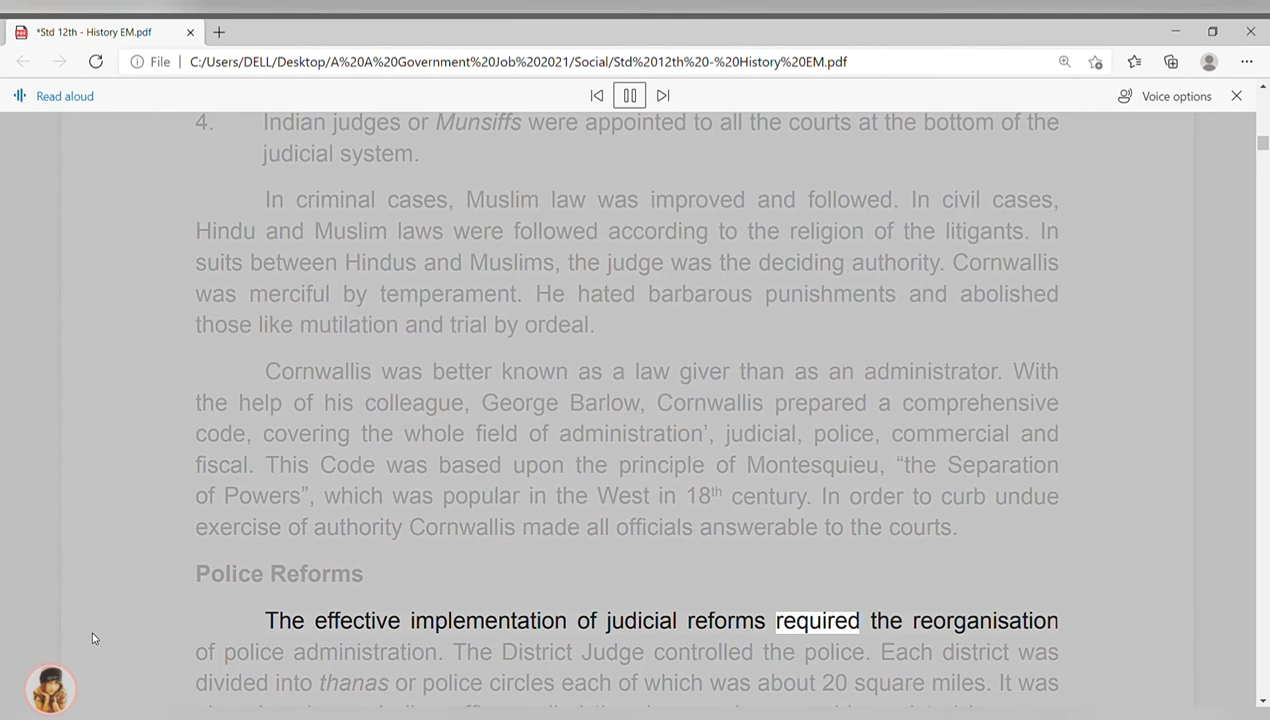 *Std 12th - History EM.pdf
File
C:/Users/DELL/Desktop/A%20A%20Government%20Job%202021/Social/Std%2012th%20-%20History%20EM.pdf
Read aloud
Voice options
4. Indian judges or Munsiffs were appointed to all the courts at the bottom of the
judicial system.
In criminal cases, Muslim law was improved and followed. In civil cases,
Hindu and Muslim laws were followed according to the religion of the litigants. In
suits between Hindus and Muslims, the judge was the deciding authority. Cornwallis
was merciful by temperament. He hated barbarous punishments and abolished
those like mutilation and trial by ordeal.
Cornwallis was better known as a law giver than as an administrator. With
the help of his colleague, George Barlow, Cornwallis prepared a comprehensive
code, covering the whole field of administration’, judicial, police, commercial and
fiscal. This Code was based upon the principle of Montesquieu, “the Separation
of Powers”, which was popular in the West in 18th century. In order to curb undue
exercise of authority Cornwallis made all officials answerable to the courts.
Police Reforms
The effective implementation of judicial reforms required the reorganisation
of police administration. The District Judge controlled the police. Each district was
divided into thanas or police circles each of which was about 20 square miles. It was